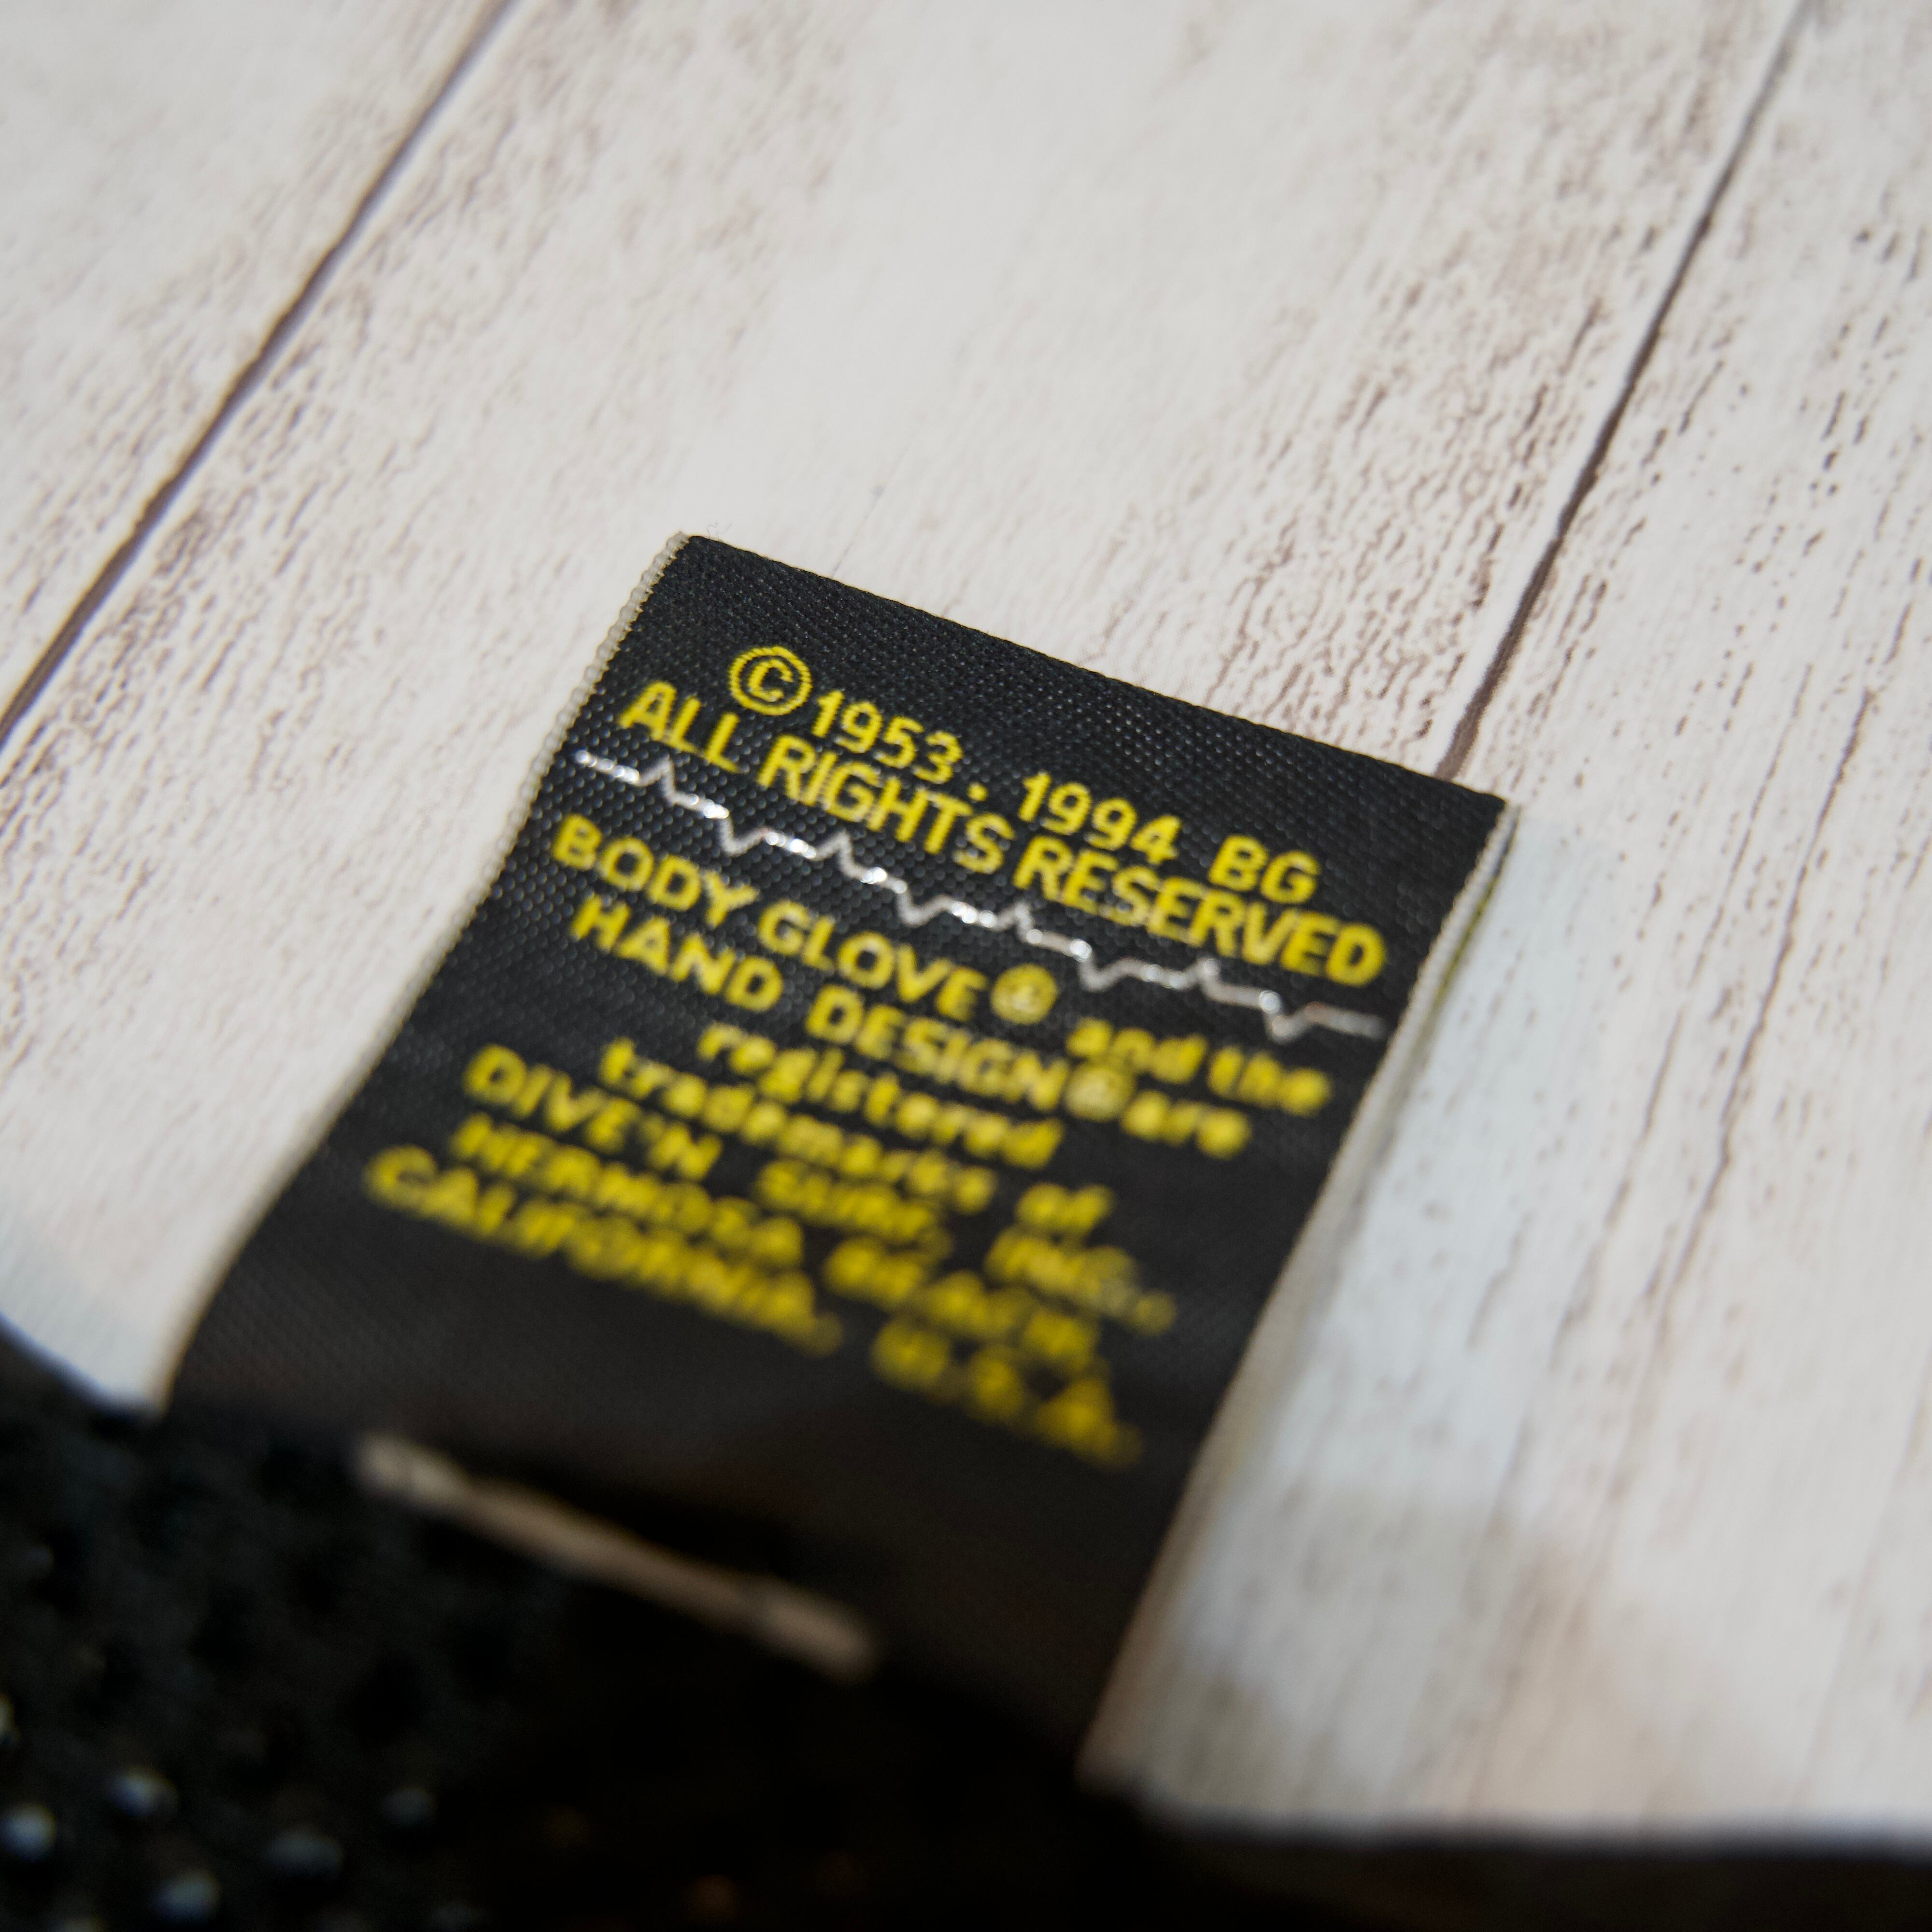 © 1953. 1994 BG
ALL RIGHTS RESERVED
BODY GLOVE ® and the
HAND DESIGN ® are
registered
trademarks of
DIVE'N SURF, INC.,
HERMOSA BEACH,
CALIFORNIA, U.S.A.